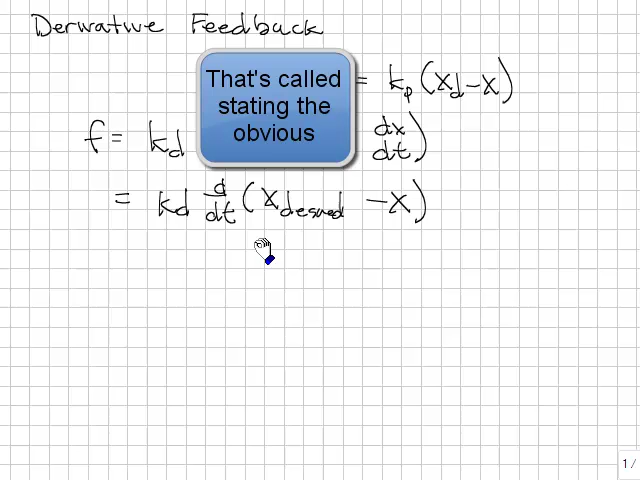 Derivative Feedback
That's called
stating the
obvious
= kp (xd - x)
f = kd dx/dt)
= kd d/dt (xdesired - x)
1/